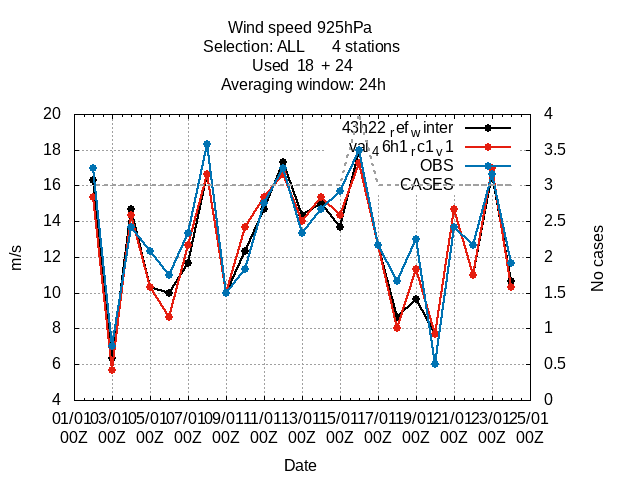 Wind speed 925hPa
Selection: ALL 4 stations
Used 18 + 24
Averaging window: 24h
20 4
43h22 refwinter
val46h1rc1v1
18 3.5
OBS
16 CASES 3
14 2.5
m/s
12 2
No cases
10 1.5
8 1
6 0.5
4 0
01/01 03/01 05/01 07/01 09/01 11/01 13/01 15/01 17/01 19/01 21/01 23/01 25/01
00Z 00Z 00Z 00Z 00Z 00Z 00Z 00Z 00Z 00Z 00Z 00Z 00Z
Date